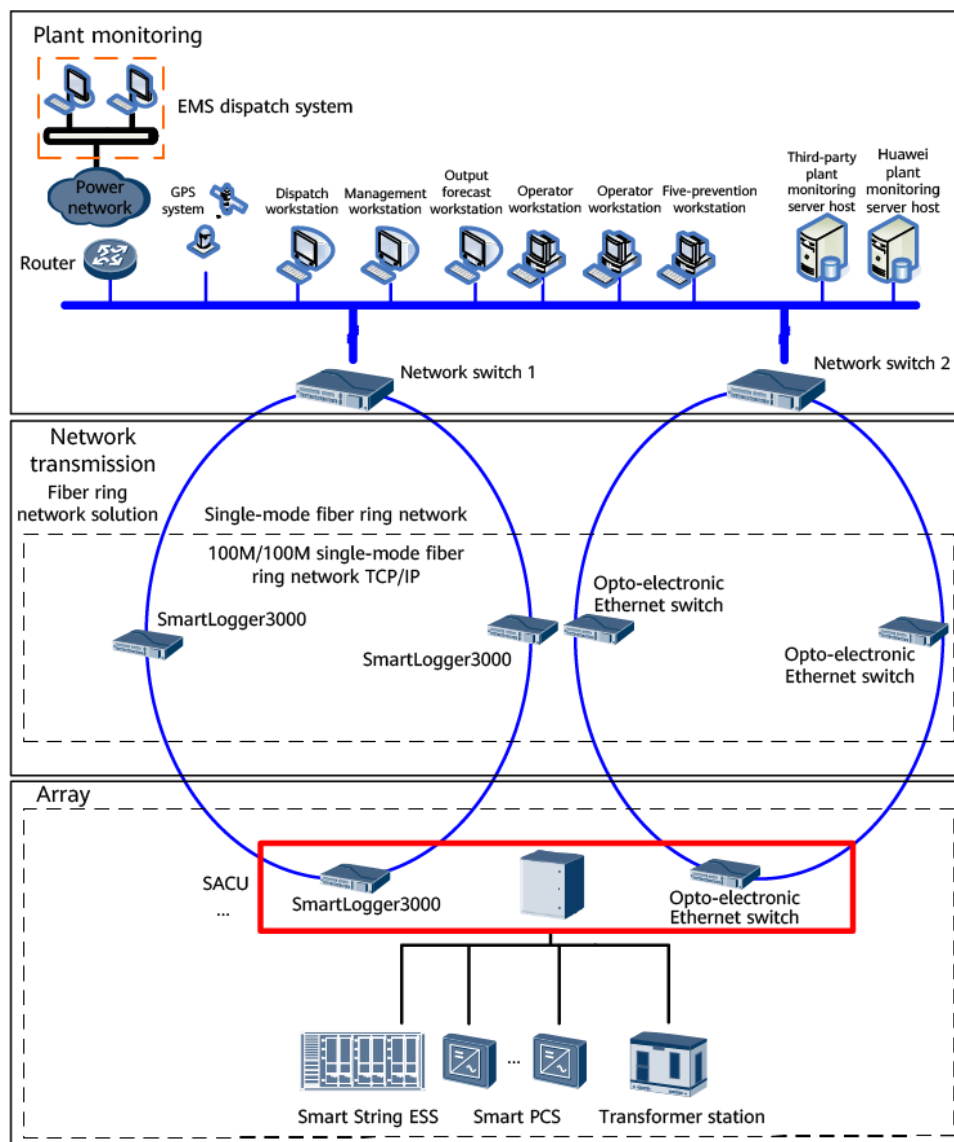 Plant monitoring
EMS dispatch system
Power
network
GPS
system
Dispatch
workstation
Management
workstation
Output
forecast
workstation
Operator
workstation
Operator
workstation
Five-prevention
workstation
Third-party
plant
monitoring
server host
Huawei
plant
monitoring
server host
Router
Network switch 1
Network switch 2
Network
transmission
Fiber ring
network solution
Single-mode fiber ring network
100M/100M single-mode fiber
ring network TCP/IP
SmartLogger3000
SmartLogger3000
Opto-electronic
Ethernet switch
Opto-electronic
Ethernet switch
Array
SACU
...
SmartLogger3000
Opto-electronic
Ethernet switch
...
Smart String ESS
Smart PCS
Transformer station